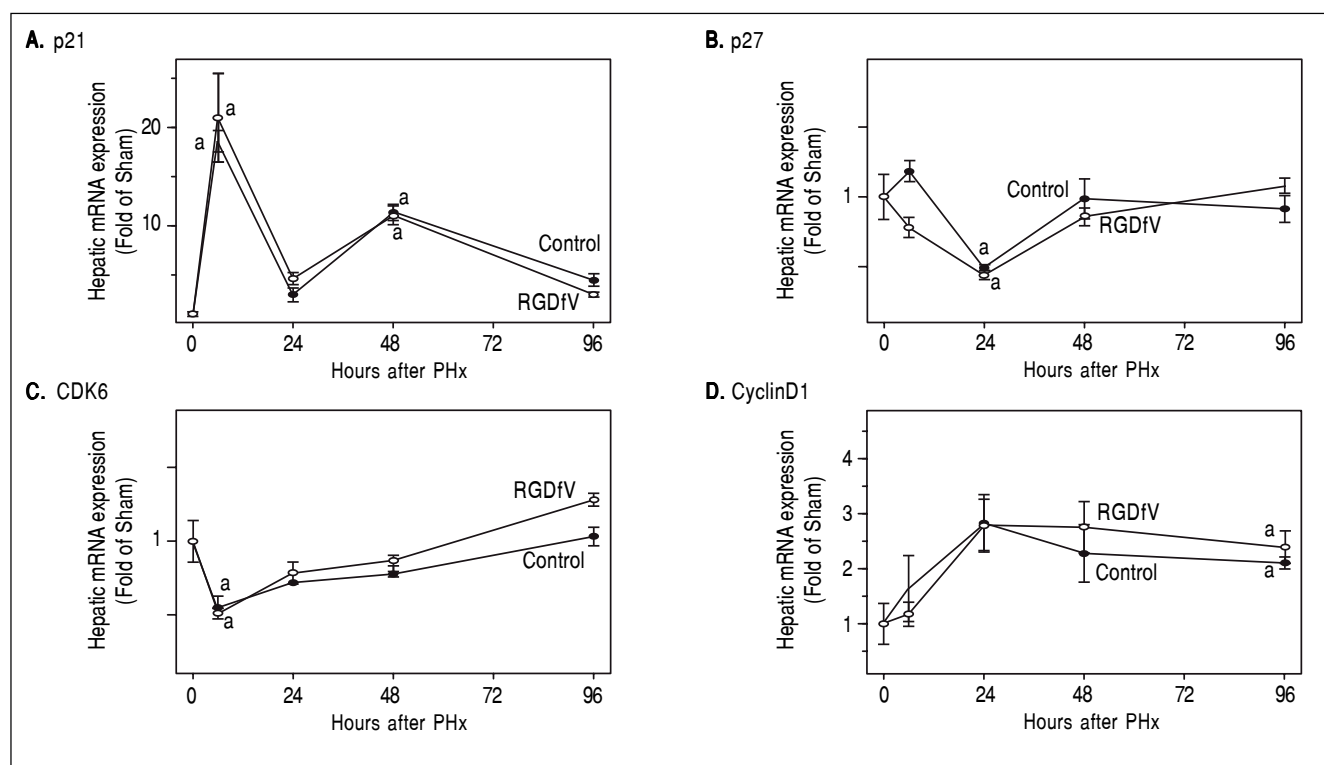 A. p21
Hepatic mRNA expression
(Fold of Sham)
20
10
a
a
a
a
Control
RGDfV
0 24 48 72 96
Hours after PHx
B. p27
Hepatic mRNA expression
(Fold of Sham)
1
a
a
Control
RGDfV
0 24 48 72 96
Hours after PHx
C. CDK6
Hepatic mRNA expression
(Fold of Sham)
1
a
a
RGDfV
Control
0 24 48 72 96
Hours after PHx
D. CyclinD1
Hepatic mRNA expression
(Fold of Sham)
4
3
2
1
RGDfV
Control
a
a
0 24 48 72 96
Hours after PHx